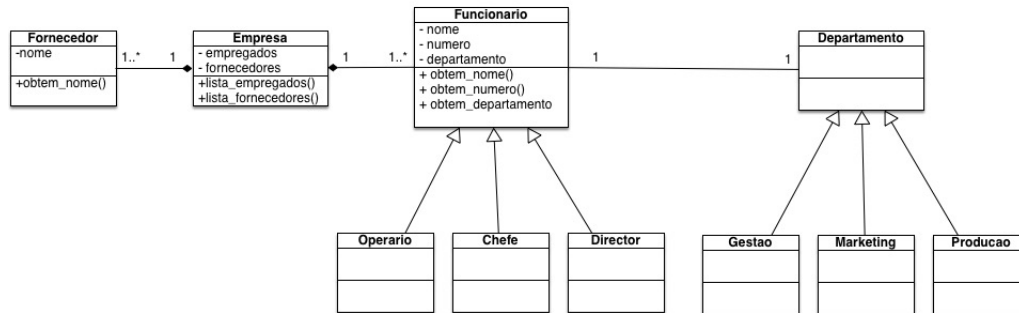 Fornecedor
-nome
+obtem_nome()
1..*
1
Empresa
- empregados
- fornecedores
+lista_empregados()
+lista_fornecedores()
1
1..*
Funcionario
- nome
- numero
- departamento
+ obtem_nome()
+ obtem_numero()
+ obtem_departamento
1
1
Departamento
Operario
Chefe
Director
Gestao
Marketing
Producao